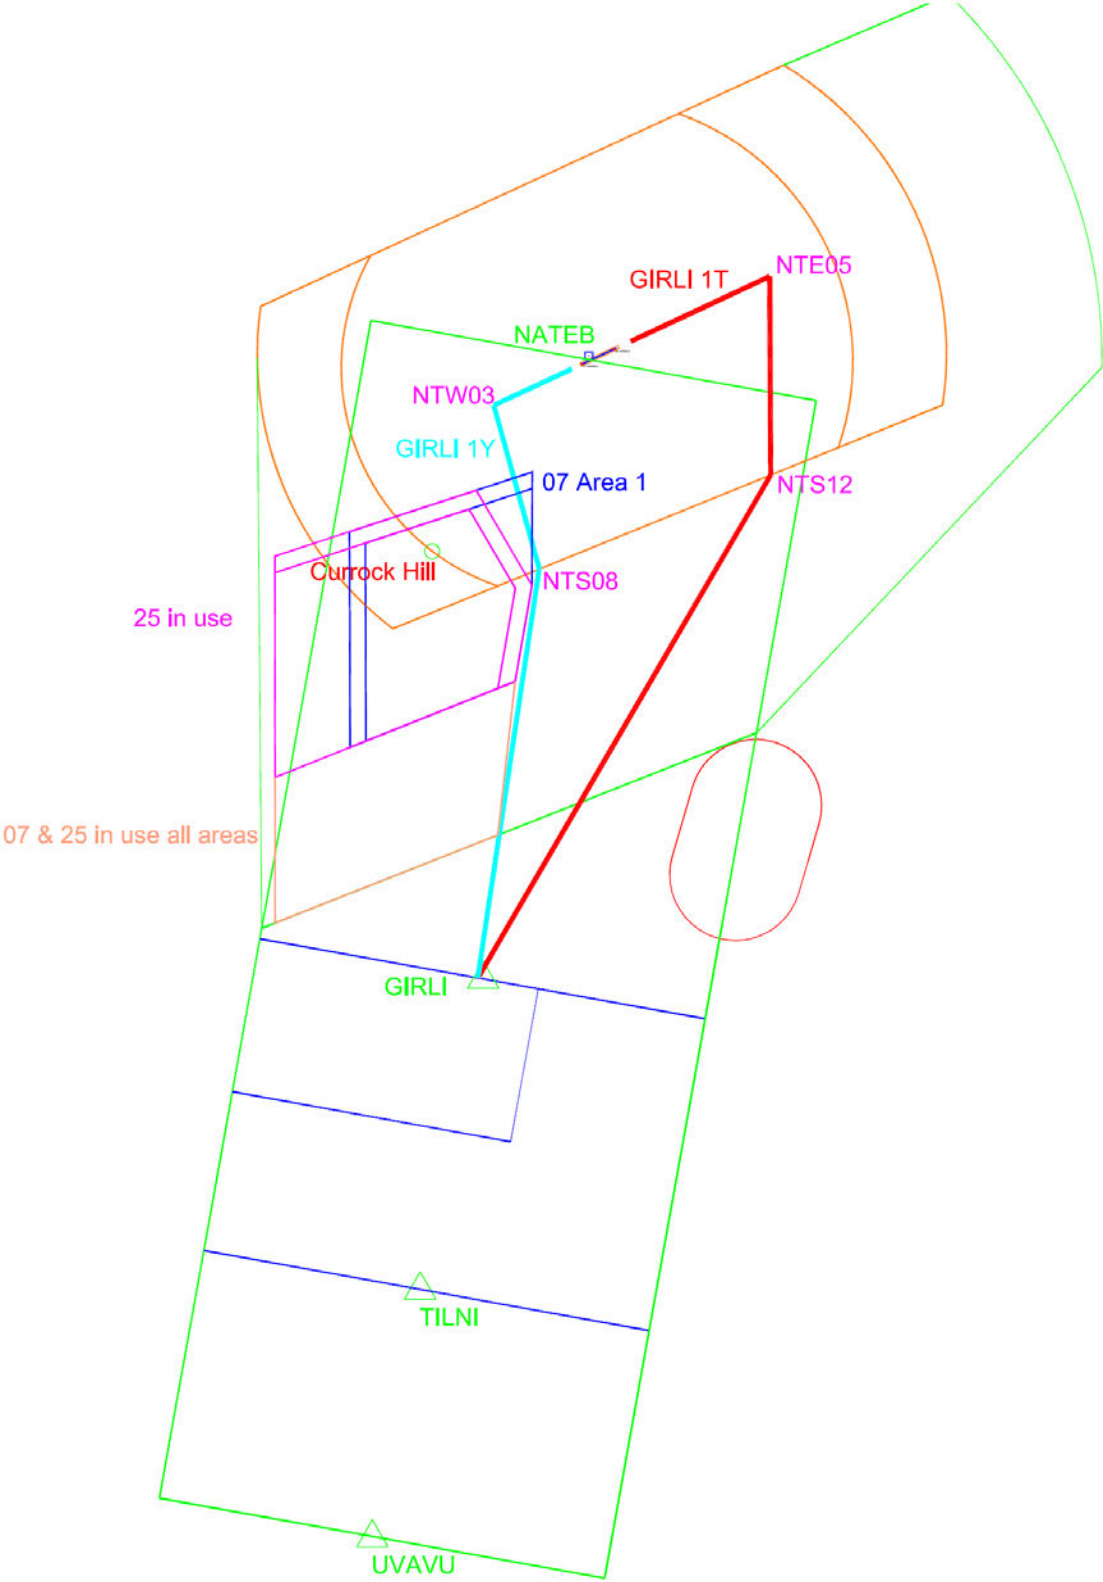 NTE05
GIRLI 1T
NATEB
NTW03
GIRLI 1Y
07 Area 1
NTS12
Currock Hill
NTS08
25 in use
07 & 25 in use all areas
GIRLI
TILNI
UVAVU